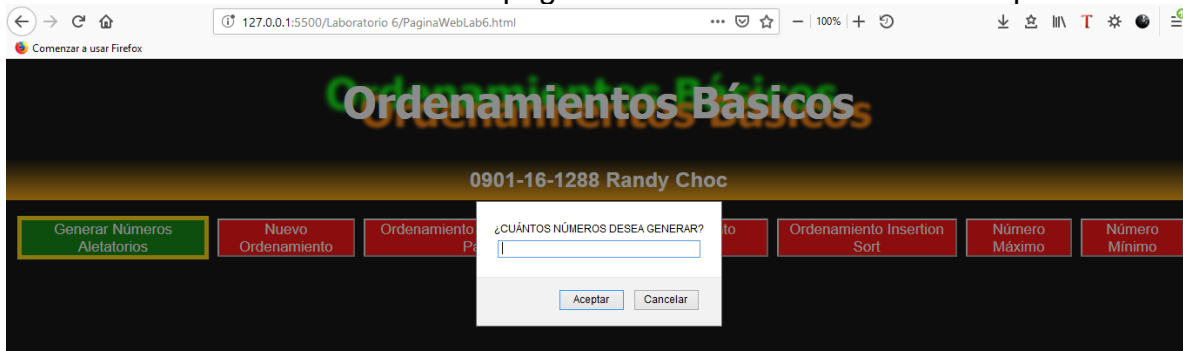 127.0.0.1:5500/Laboratorio 6/PaginaWebLab6.html
100%
Comenzar a usar Firefox
Ordenamientos Básicos
0901-16-1288 Randy Choc
Generar Números
Aletatorios
Nuevo
Ordenamiento
Ordenamiento
¿CUÁNTOS NÚMEROS DESEA GENERAR?
Aceptar
Cancelar
Ordenamiento Insertion
Sort
Número
Máximo
Número
Mínimo